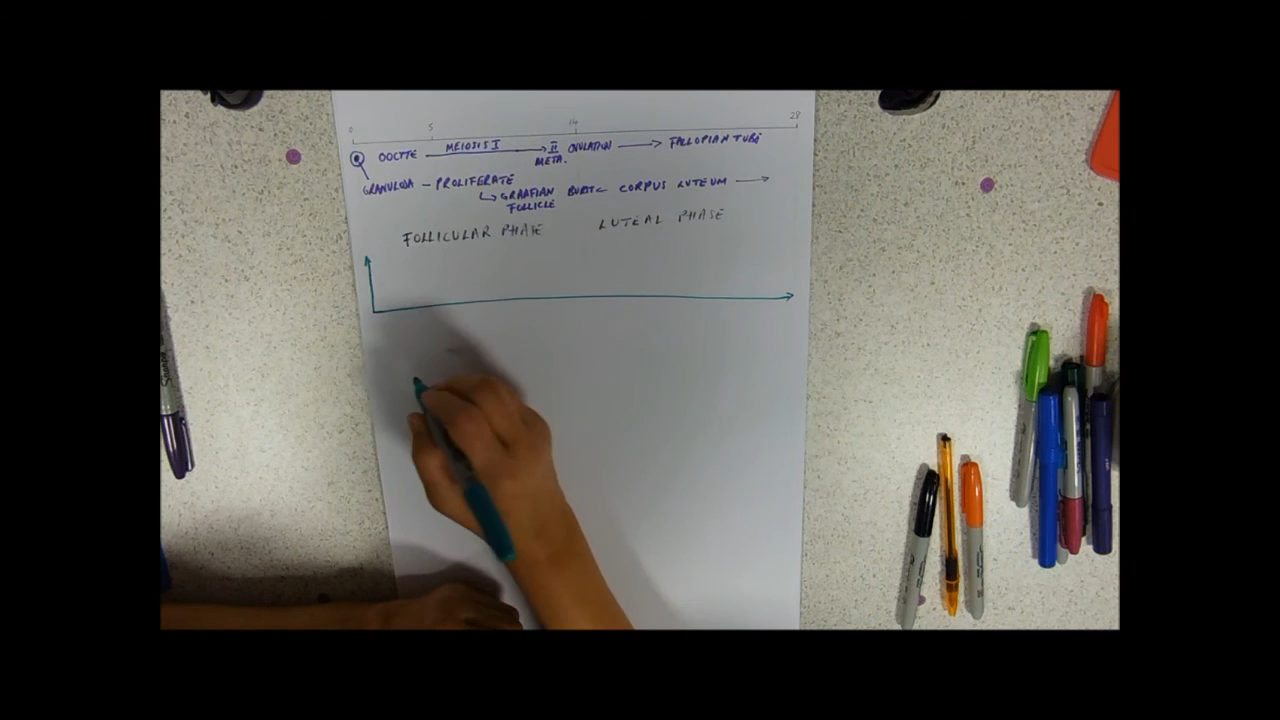 0 5 14 28
OOCYTE MEIOSIS I II OVULATION FALLOPIAN TUBE
META.
GRANULOSA - PROLIFERATE
GRAAFIAN BURST CORPUS LUTEUM
FOLLICLE
FOLLICULAR PHASE LUTEAL PHASE